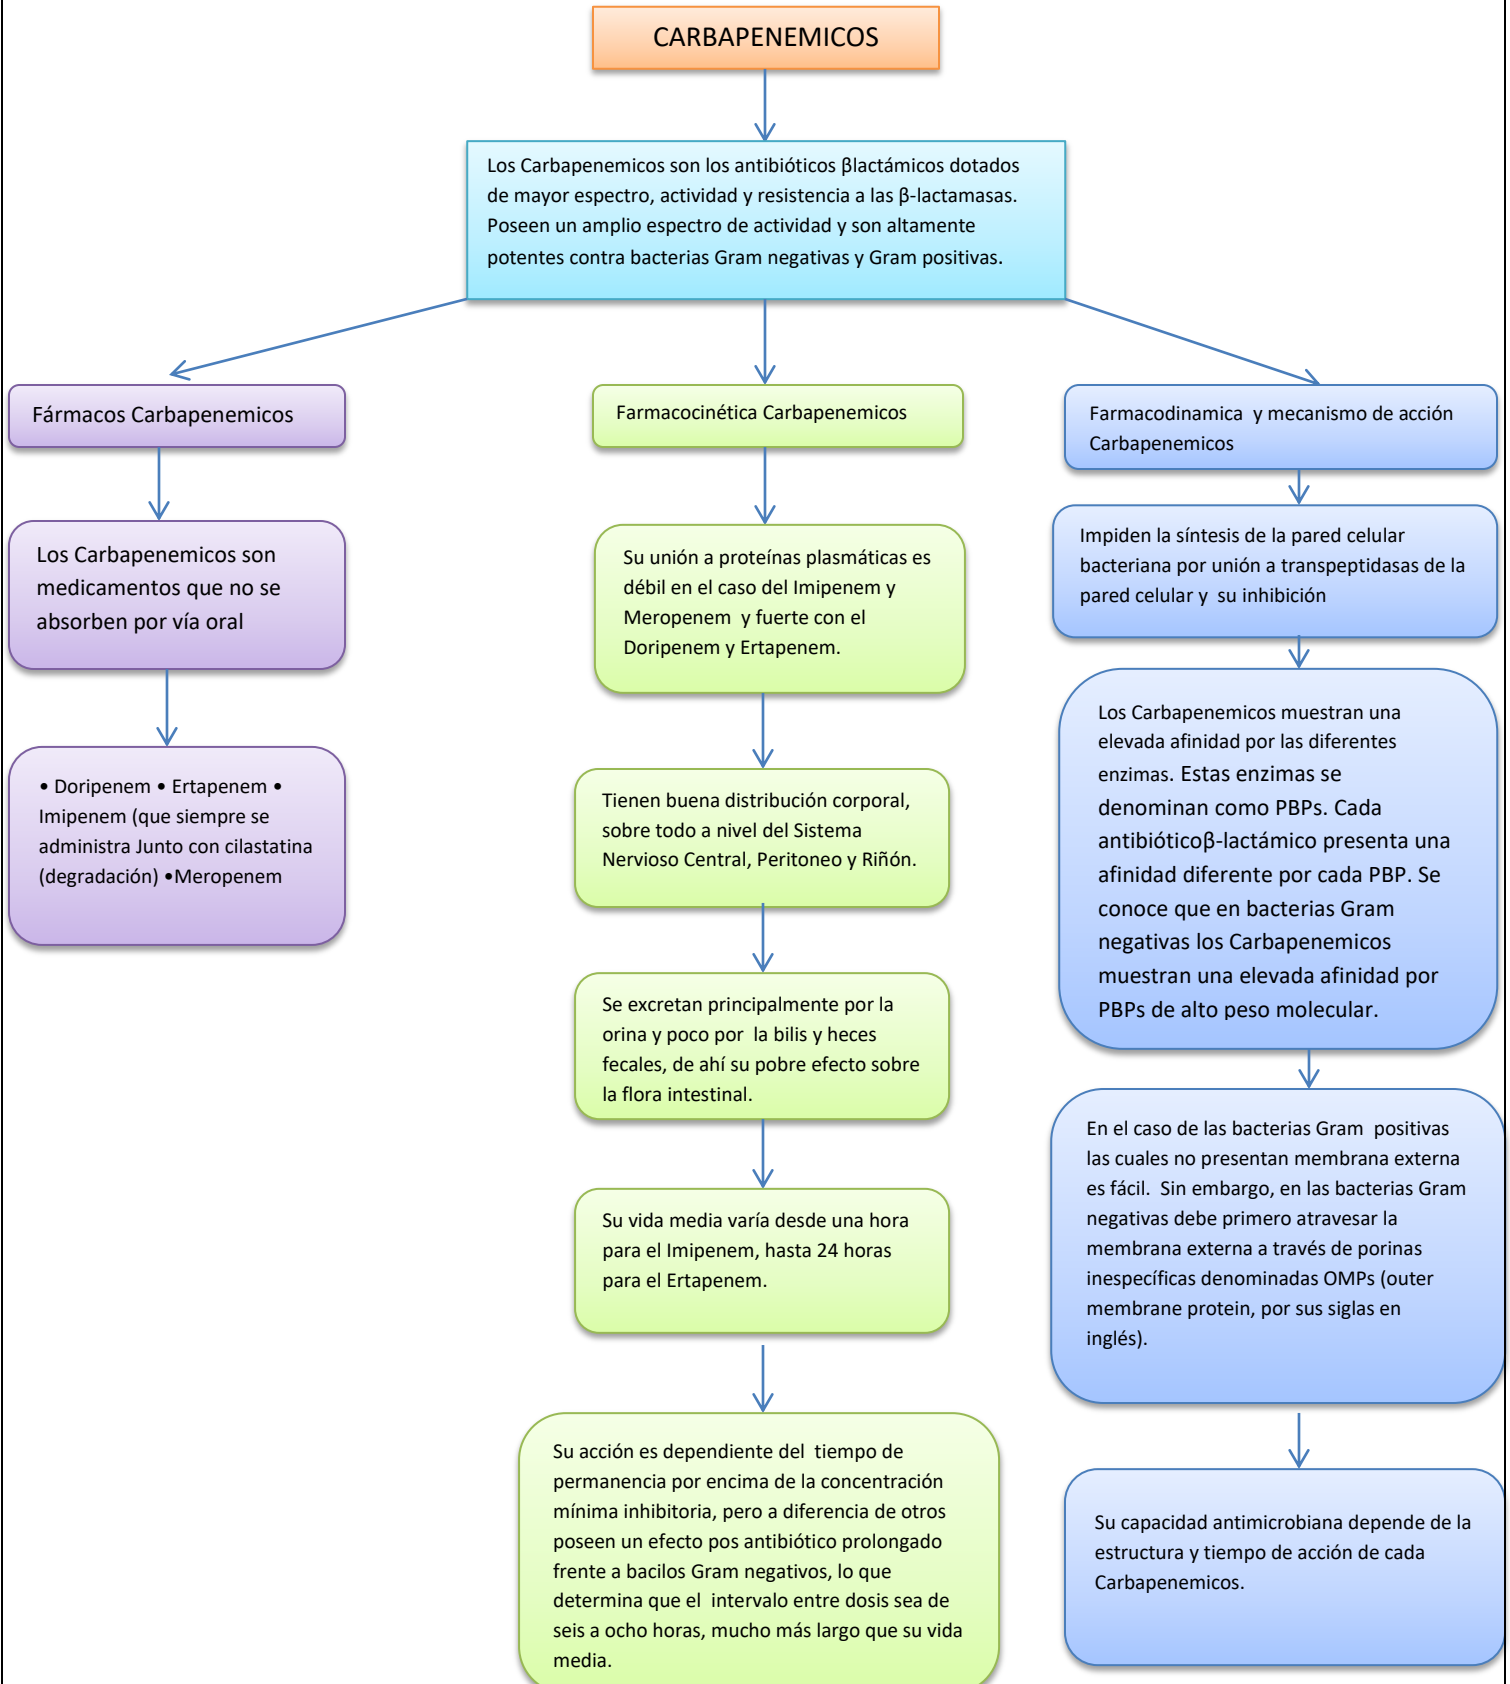 CARBAPENEMICOS
Los Carbapenemicos son los antibióticos βlactámicos dotados
de mayor espectro, actividad y resistencia a las β-lactamasas.
Poseen un amplio espectro de actividad y son altamente
potentes contra bacterias Gram negativas y Gram positivas.
Fármacos Carbapenemicos
Los Carbapenemicos son
medicamentos que no se
absorben por vía oral
• Doripenem • Ertapenem •
Imipenem (que siempre se
administra Junto con cilastatina
(degradación) •Meropenem
Farmacocinética Carbapenemicos
Su unión a proteínas plasmáticas es
débil en el caso del Imipenem y
Meropenem y fuerte con el
Doripenem y Ertapenem.
Tienen buena distribución corporal,
sobre todo a nivel del Sistema
Nervioso Central, Peritoneo y Riñón.
Se excretan principalmente por la
orina y poco por la bilis y heces
fecales, de ahí su pobre efecto sobre
la flora intestinal.
Su vida media varía desde una hora
para el Imipenem, hasta 24 horas
para el Ertapenem.
Su acción es dependiente del tiempo de
permanencia por encima de la concentración
mínima inhibitoria, pero a diferencia de otros
poseen un efecto pos antibiótico prolongado
frente a bacilos Gram negativos, lo que
determina que el intervalo entre dosis sea de
seis a ocho horas, mucho más largo que su vida
media.
Farmacodinamica y mecanismo de acción
Carbapenemicos
Impiden la síntesis de la pared celular
bacteriana por unión a transpeptidasas de la
pared celular y su inhibición
Los Carbapenemicos muestran una
elevada afinidad por las diferentes
enzimas. Estas enzimas se
denominan como PBPs. Cada
antibióticoβ-lactámico presenta una
afinidad diferente por cada PBP. Se
conoce que en bacterias Gram
negativas los Carbapenemicos
muestran una elevada afinidad por
PBPs de alto peso molecular.
En el caso de las bacterias Gram positivas
las cuales no presentan membrana externa
es fácil. Sin embargo, en las bacterias Gram
negativas debe primero atravesar la
membrana externa a través de porinas
inespecíficas denominadas OMPs (outer
membrane protein, por sus siglas en
inglés).
Su capacidad antimicrobiana depende de la
estructura y tiempo de acción de cada
Carbapenemicos.